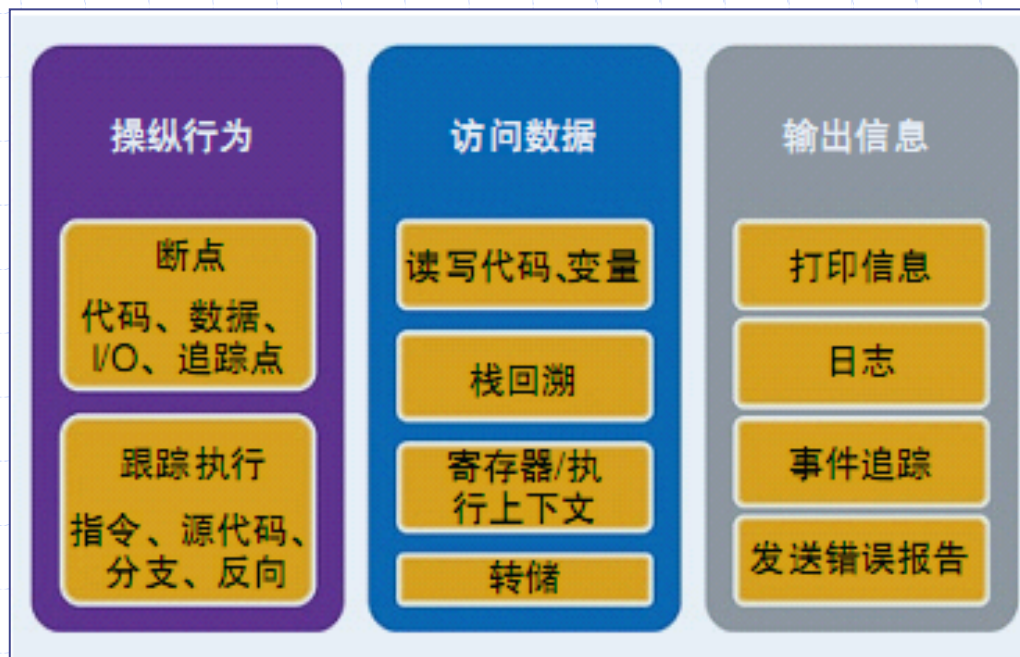 操纵行为
断点
代码、数据、
I/O、追踪点
跟踪执行
指令、源代码、
分支、反向
访问数据
读写代码、变量
栈回溯
寄存器/执
行上下文
转储
输出信息
打印信息
日志
事件追踪
发送错误报告